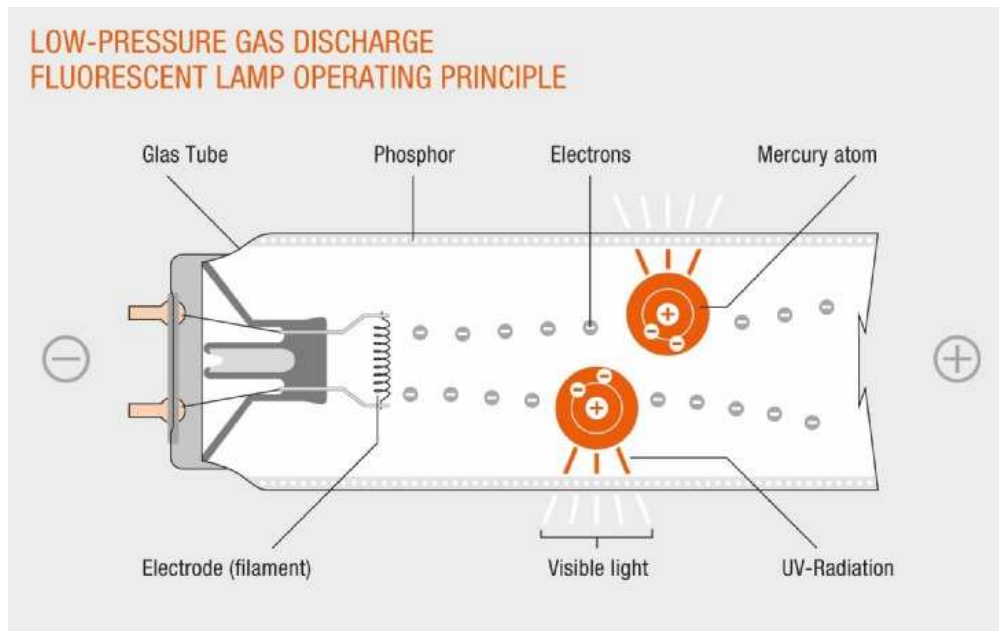 LOW-PRESSURE GAS DISCHARGE
FLUORESCENT LAMP OPERATING PRINCIPLE
Glas Tube
Phosphor
Electrons
Mercury atom
Electrode (filament)
Visible light
UV-Radiation